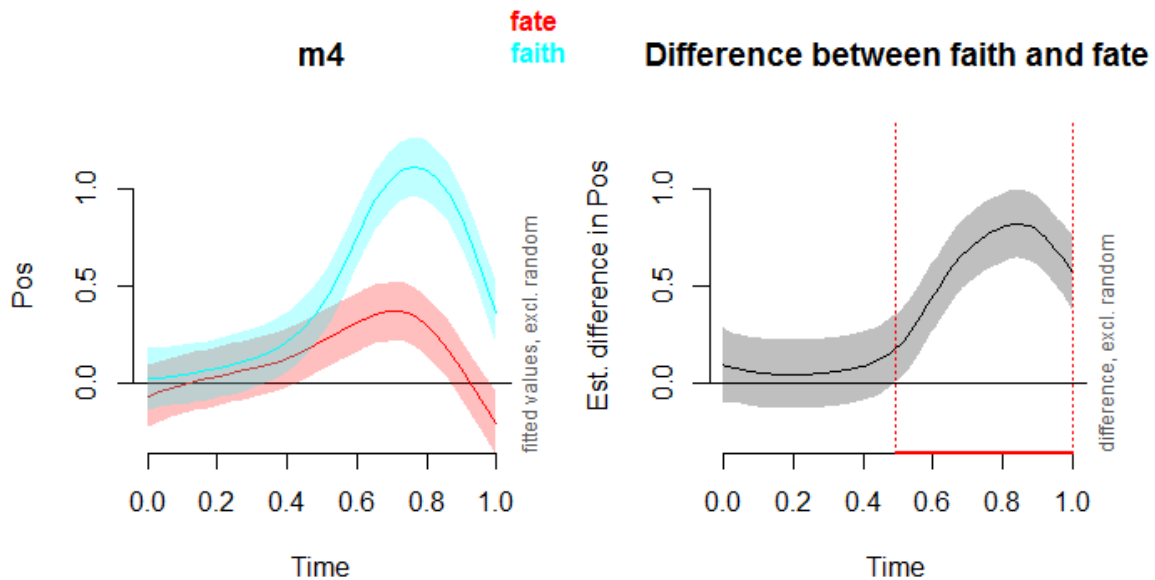 m4
fate
faith
Pos
0.0 0.5 1.0
0.0 0.2 0.4 0.6 0.8 1.0
Time
fitted values, excl. random
Difference between faith and fate
Est. difference in Pos
0.0 0.5 1.0
0.0 0.2 0.4 0.6 0.8 1.0
Time
difference, excl. random